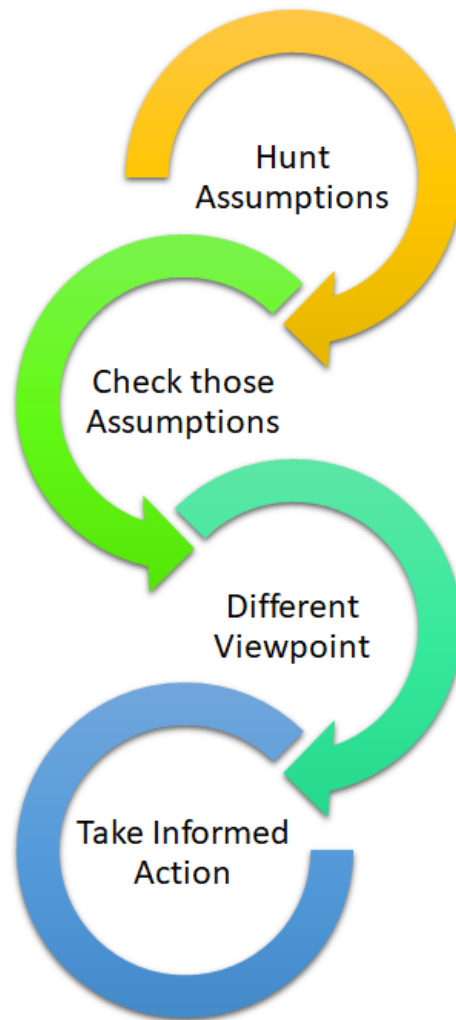 Hunt
Assumptions
Check those
Assumptions
Different
Viewpoint
Take Informed
Action